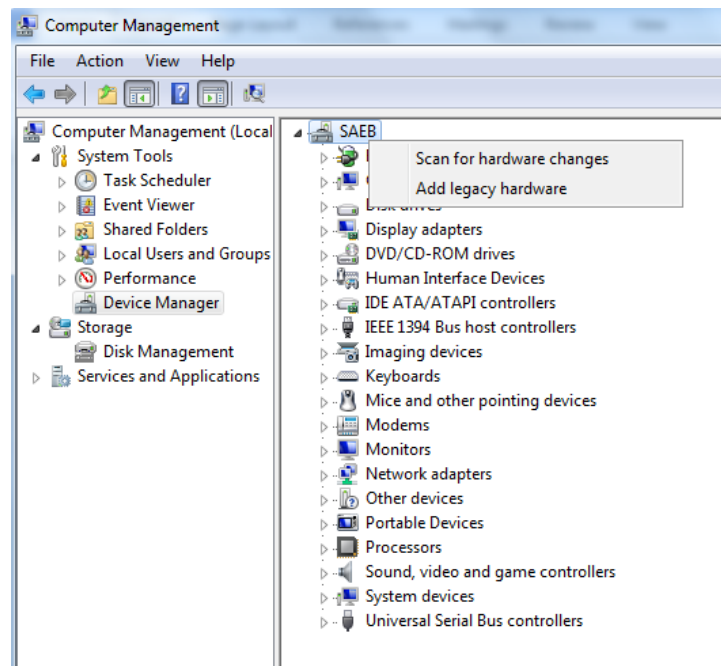 Computer Management
File Action View Help
Computer Management (Local
System Tools
Task Scheduler
Event Viewer
Shared Folders
Local Users and Groups
Performance
Device Manager
Storage
Disk Management
Services and Applications
SAEB
Scan for hardware changes
Add legacy hardware
Disk drives
Display adapters
DVD/CD-ROM drives
Human Interface Devices
IDE ATA/ATAPI controllers
IEEE 1394 Bus host controllers
Imaging devices
Keyboards
Mice and other pointing devices
Modems
Monitors
Network adapters
Other devices
Portable Devices
Processors
Sound, video and game controllers
System devices
Universal Serial Bus controllers